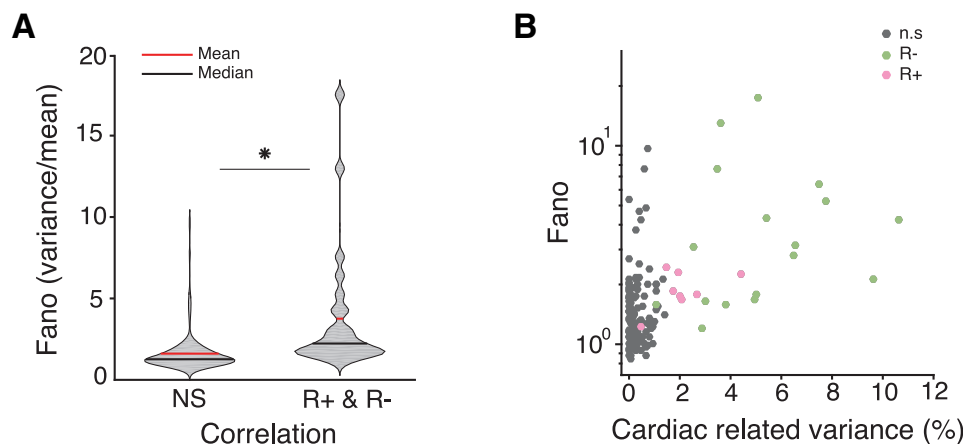 A
Mean
Median
20
15
10
5
0
Fano (variance/mean)
*
NS
R+ & R-
Correlation
B
n.s
R-
R+
10¹
10⁰
Fano
0
2
4
6
8
10
12
Cardiac related variance (%)